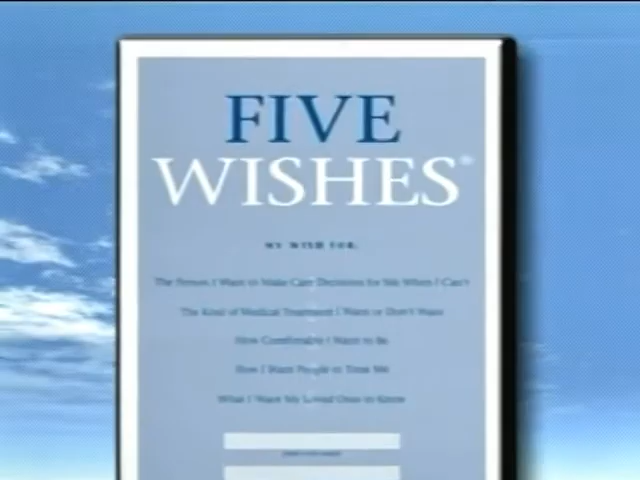 FIVE
WISHES®
MY WISH FOR:
The Person I Want to Make Care Decisions for Me When I Can't
The Kind of Medical Treatment I Want or Don't Want
How Comfortable I Want to Be
How I Want People to Treat Me
What I Want My Loved Ones to Know